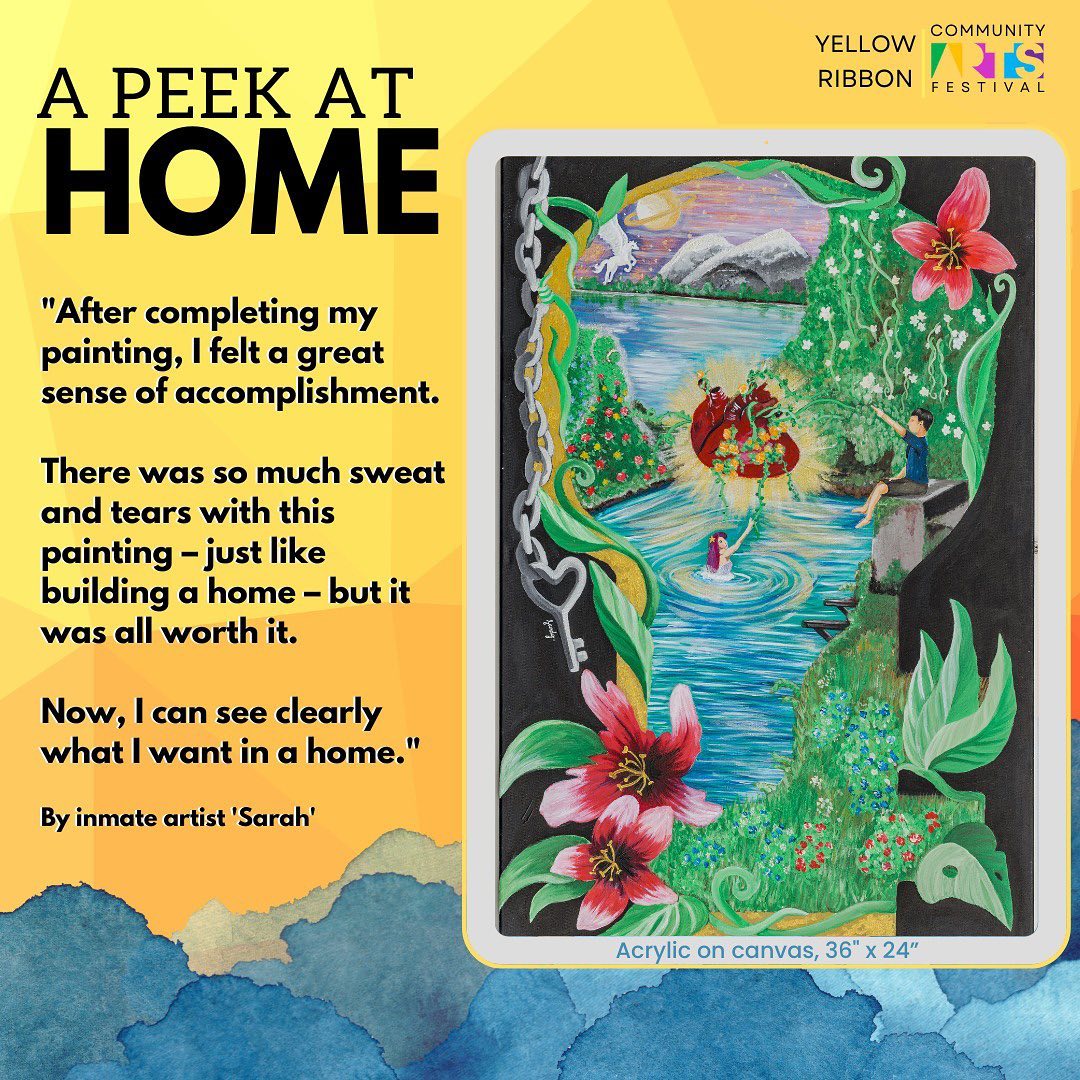 YELLOW
RIBBON
COMMUNITY
ARTS
FESTIVAL
A PEEK AT
HOME
"After completing my
painting, I felt a great
sense of accomplishment.
There was so much sweat
and tears with this
painting – just like
building a home – but it
was all worth it.
Now, I can see clearly
what I want in a home."
By inmate artist 'Sarah'
Acrylic on canvas, 36" x 24”